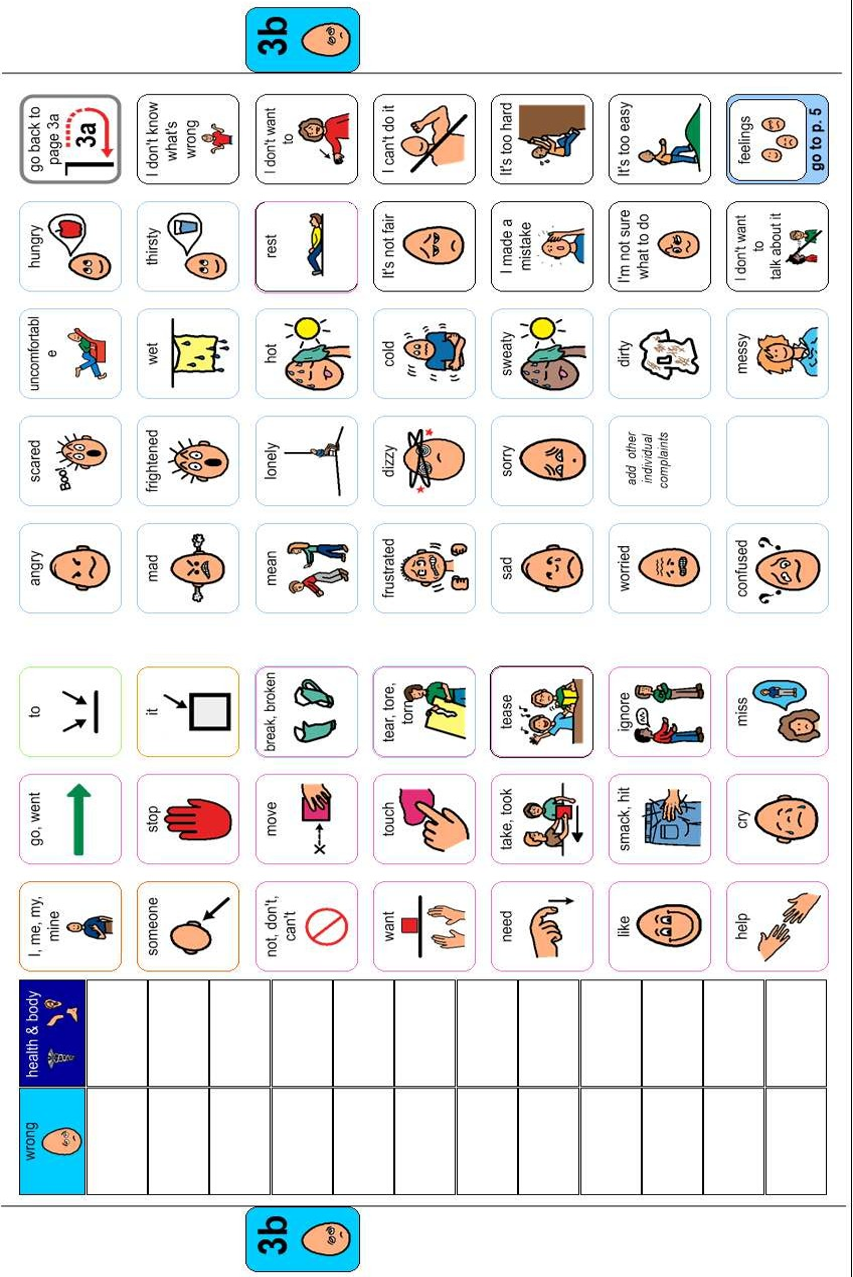 wrong
health & body
I, me, my,
mine
go, went
to
angry
scared
Boo!
uncomfortabl
e
hungry
go back to
page 3a
3a
someone
stop
it
mad
frightened
wet
thirsty
I don't know
what's
wrong
3b
not, don't,
can't
move
X
break, broken
mean
lonely
hot
rest
I don't want
to
3b
want
touch
tear, tore,
torn
frustrated
dizzy
cold
It's not fair
I can't do it
need
take, took
tease
sad
sorry
sweaty
I made a
mistake
It's too hard
like
smack, hit
ignore
worried
add other
individual
complaints
dirty
I'm not sure
what to do
It's too easy
help
cry
miss
confused
? ?
messy
I don't want
to
talk about it
feelings
go to p. 5